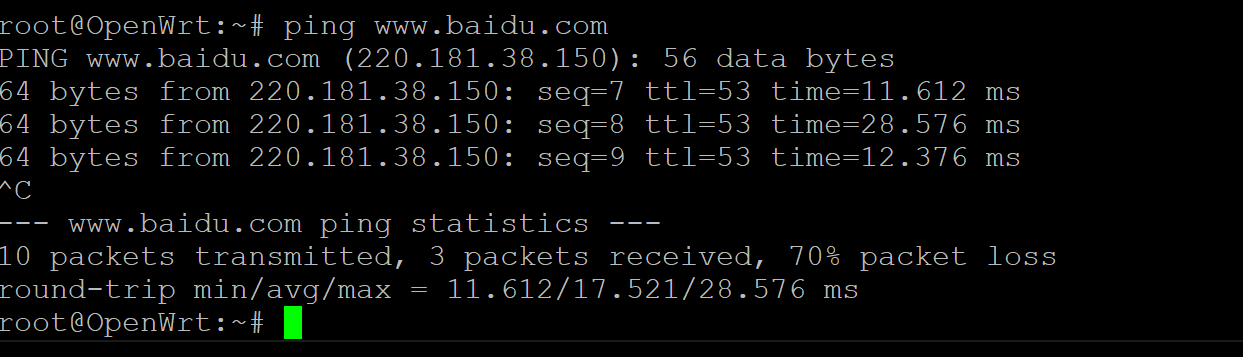 root@OpenWrt:~# ping www.baidu.com
PING www.baidu.com (220.181.38.150): 56 data bytes
64 bytes from 220.181.38.150: seq=7 ttl=53 time=11.612 ms
64 bytes from 220.181.38.150: seq=8 ttl=53 time=28.576 ms
64 bytes from 220.181.38.150: seq=9 ttl=53 time=12.376 ms
^C
--- www.baidu.com ping statistics ---
10 packets transmitted, 3 packets received, 70% packet loss
round-trip min/avg/max = 11.612/17.521/28.576 ms
root@OpenWrt:~#